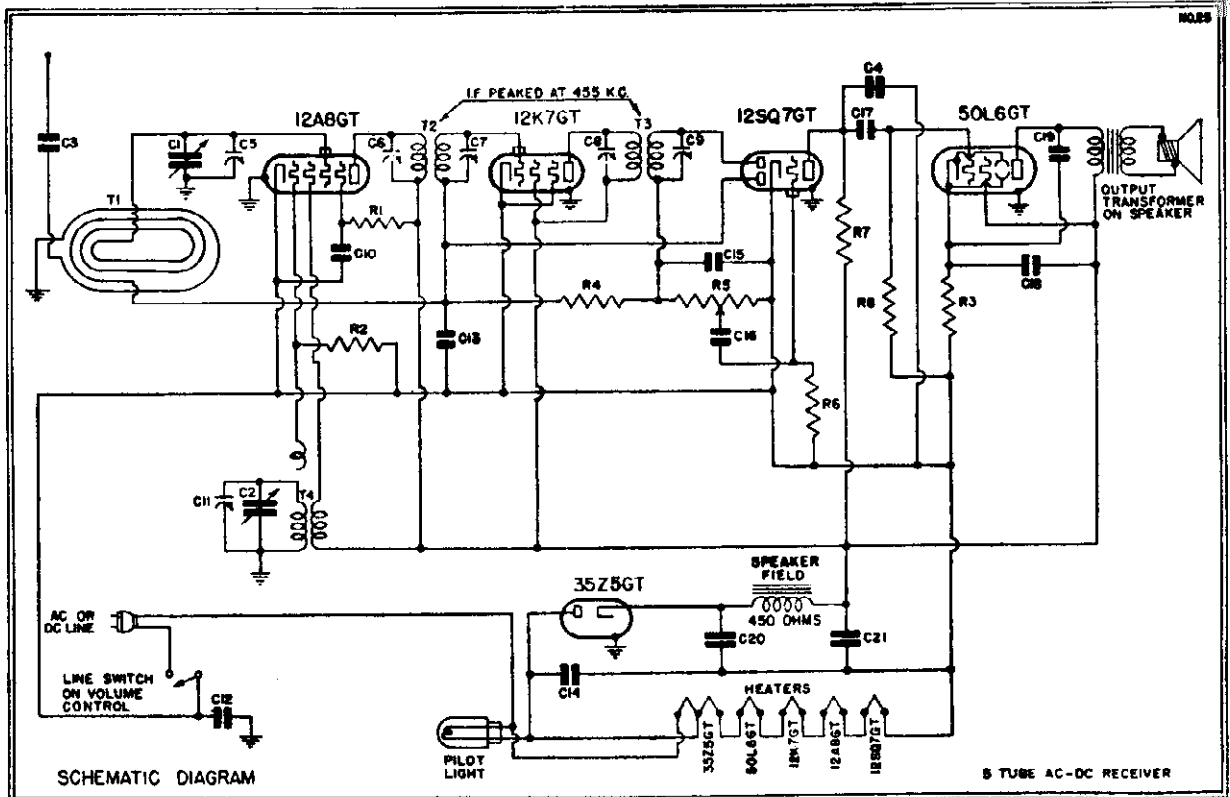 NO.25
C3
T1
C1
C5
12A8GT
I.F PEAKED AT 455 K.C.
C6
T2
C7
12K7GT
C8
T3
C9
12SQ7GT
C4
C17
50L6GT
C19
OUTPUT
TRANSFORMER
ON SPEAKER
R1
C10
R2
C13
R4
C15
R5
C16
R6
R7
R8
R3
C18
C11
C2
T4
AC OR
DC LINE
LINE SWITCH
ON VOLUME
CONTROL
C12
35Z5GT
SPEAKER
FIELD
450 OHMS
C20
C21
C14
HEATERS
35Z5GT
50L6GT
12K7GT
12A8GT
12SQ7GT
PILOT
LIGHT
SCHEMATIC DIAGRAM
5 TUBE AC-DC RECEIVER